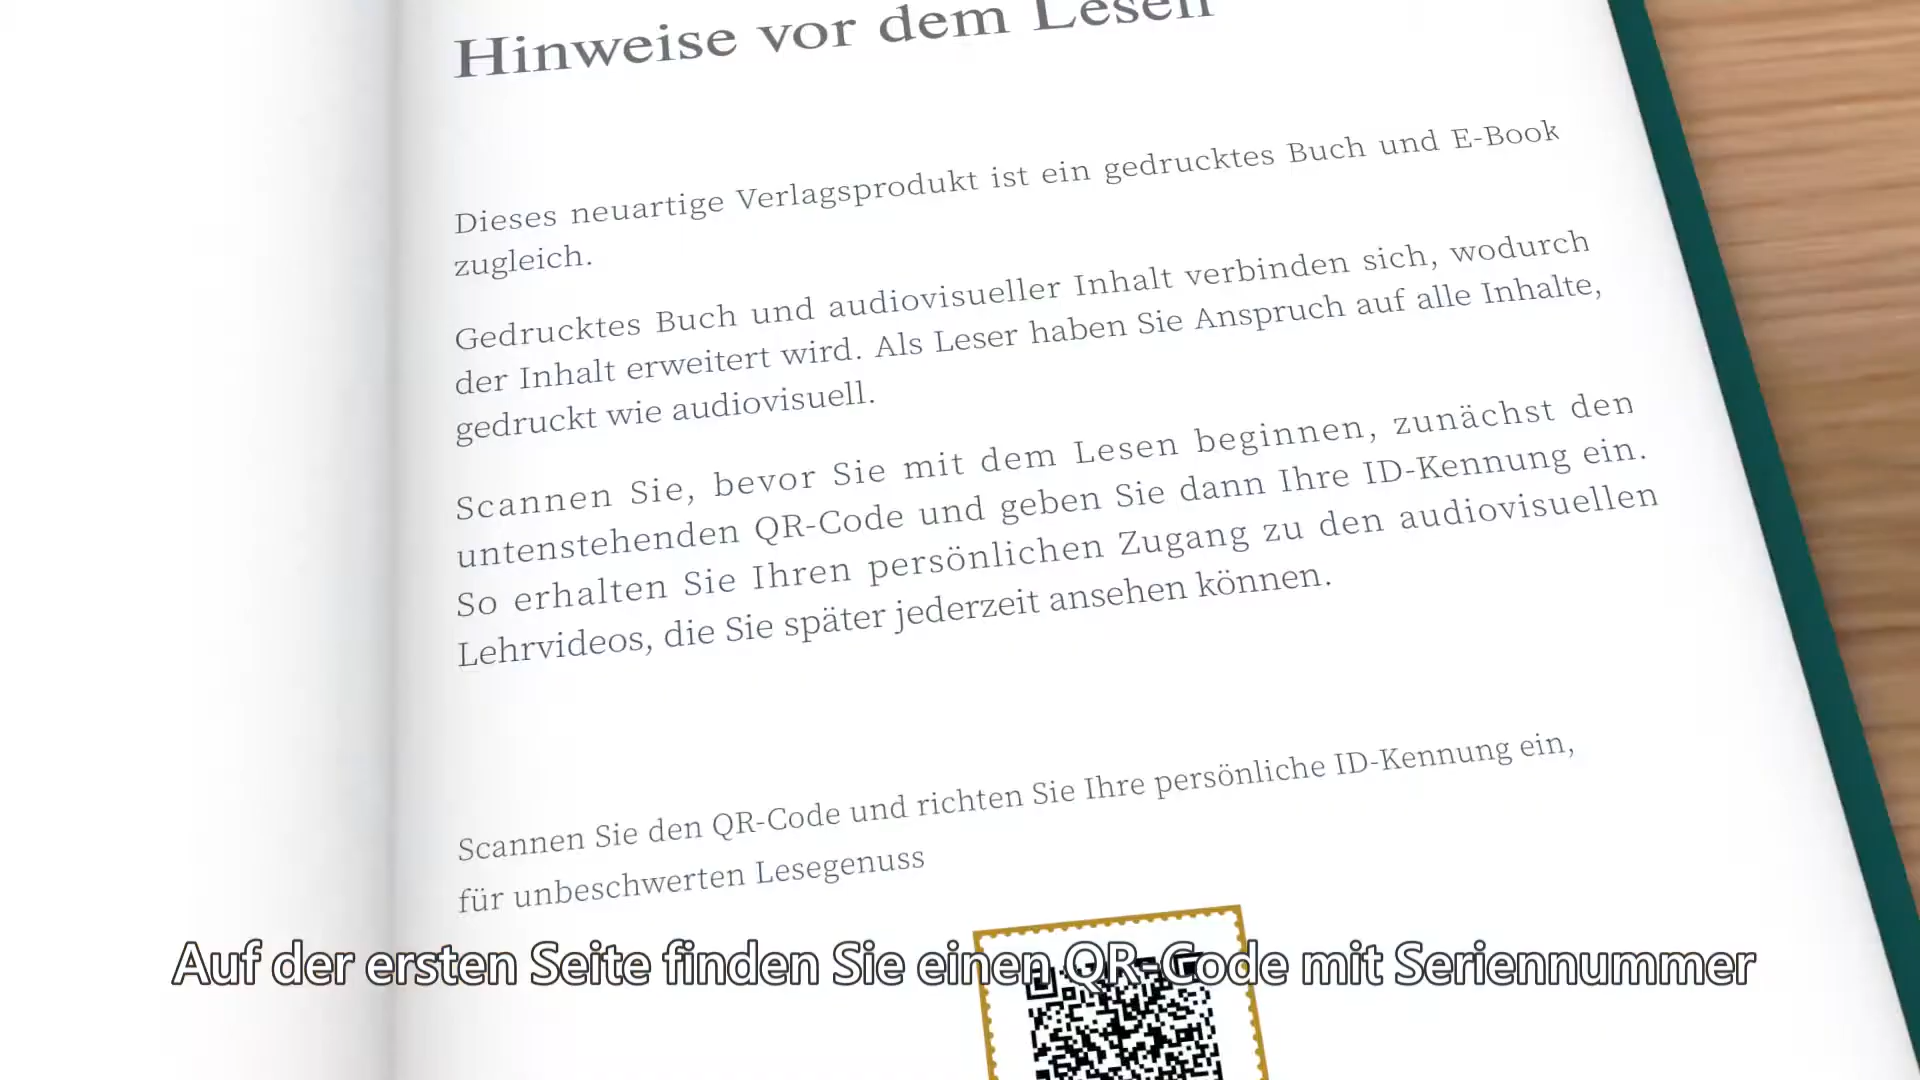 Hinweise vor dem Lesen
Dieses neuartige Verlagsprodukt ist ein gedrucktes Buch und E-Book
zugleich.
Gedrucktes Buch und audiovisueller Inhalt verbinden sich, wodurch
der Inhalt erweitert wird. Als Leser haben Sie Anspruch auf alle Inhalte,
gedruckt wie audiovisuell.
Scannen Sie, bevor Sie mit dem Lesen beginnen, zunächst den
untenstehenden QR-Code und geben Sie dann Ihre ID-Kennung ein.
So erhalten Sie Ihren persönlichen Zugang zu den audiovisuellen
Lehrvideos, die Sie später jederzeit ansehen können.
Scannen Sie den QR-Code und richten Sie Ihre persönliche ID-Kennung ein,
für unbeschwerten Lesegenuss
Auf der ersten Seite finden Sie einen QR-Code mit Seriennummer